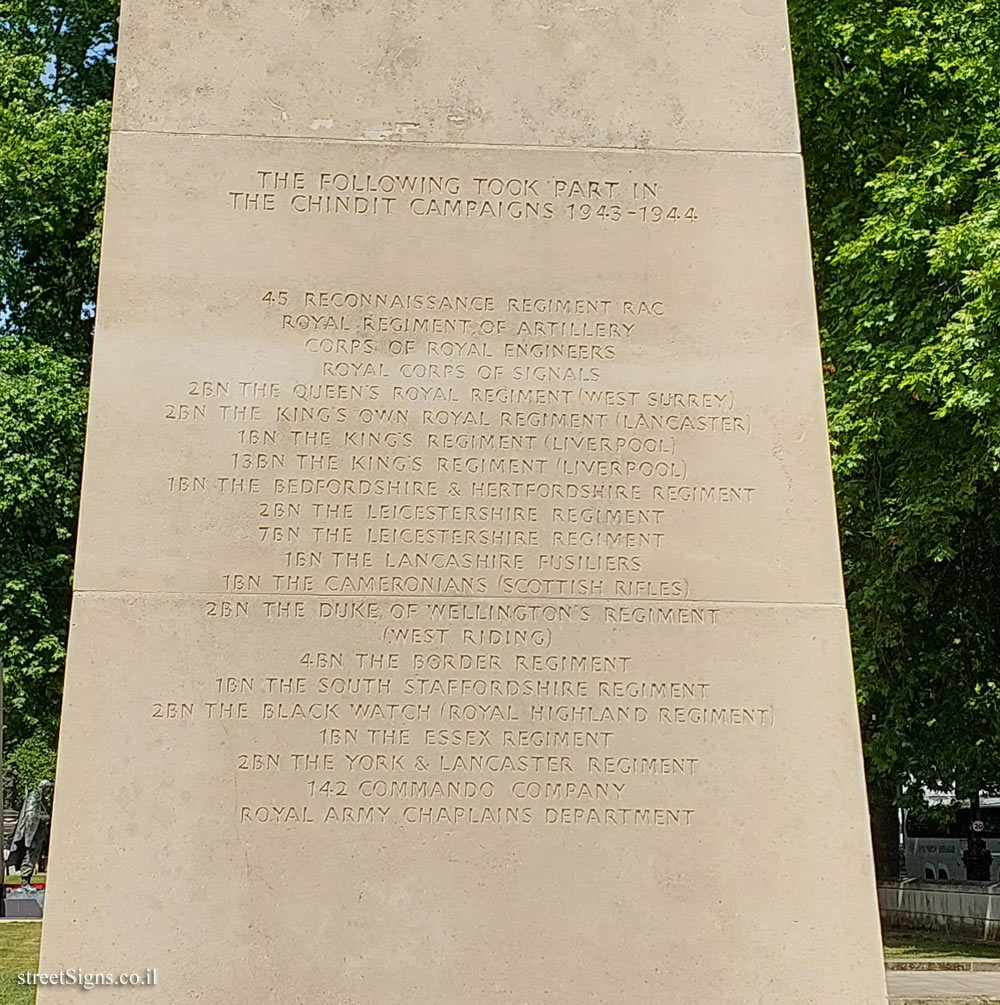 THE FOLLOWING TOOK PART IN
THE CHINDIT CAMPAIGNS 1943-1944
45 RECONNAISSANCE REGIMENT RAC
ROYAL REGIMENT OF ARTILLERY
CORPS OF ROYAL ENGINEERS
ROYAL CORPS OF SIGNALS
2BN THE QUEEN'S ROYAL REGIMENT (WEST SURREY)
2BN THE KING'S OWN ROYAL REGIMENT (LANCASTER)
1BN THE KING'S REGIMENT (LIVERPOOL)
13BN THE KING'S REGIMENT (LIVERPOOL)
1BN THE BEDFORDSHIRE & HERTFORDSHIRE REGIMENT
2BN THE LEICESTERSHIRE REGIMENT
7BN THE LEICESTERSHIRE REGIMENT
1BN THE LANCASHIRE FUSILIERS
1BN THE CAMERONIANS (SCOTTISH RIFLES)
2BN THE DUKE OF WELLINGTON'S REGIMENT
(WEST RIDING)
4BN THE BORDER REGIMENT
1BN THE SOUTH STAFFORDSHIRE REGIMENT
2BN THE BLACK WATCH (ROYAL HIGHLAND REGIMENT)
1BN THE ESSEX REGIMENT
2BN THE YORK & LANCASTER REGIMENT
142 COMMANDO COMPANY
ROYAL ARMY CHAPLAINS DEPARTMENT
20
streetSigns.co.il